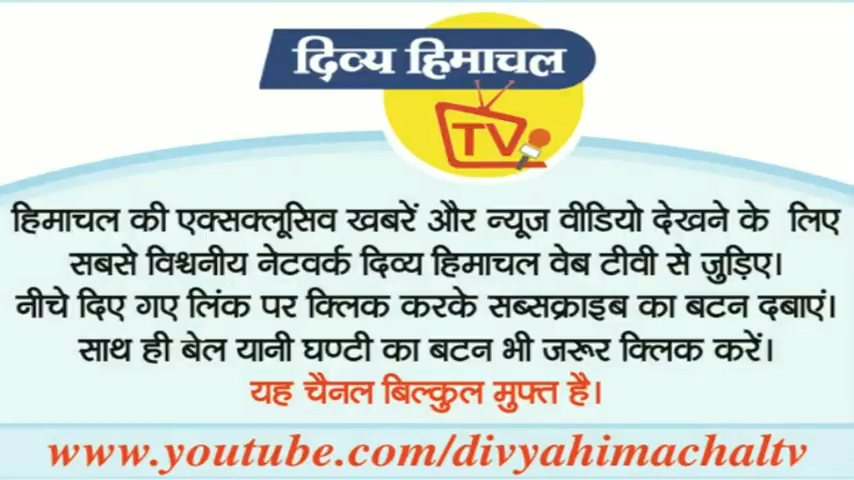 दिव्य हिमाचल
TV
हिमाचल की एक्सक्लूसिव खबरें और न्यूज वीडियो देखने के लिए
सबसे विश्वनीय नेटवर्क दिव्य हिमाचल वेब टीवी से जुड़िए।
नीचे दिए गए लिंक पर क्लिक करके सब्सक्राइब का बटन दबाएं।
साथ ही बेल यानी घण्टी का बटन भी जरूर क्लिक करें।
यह चैनल बिल्कुल मुफ्त है।
www.youtube.com/divyahimachaltv